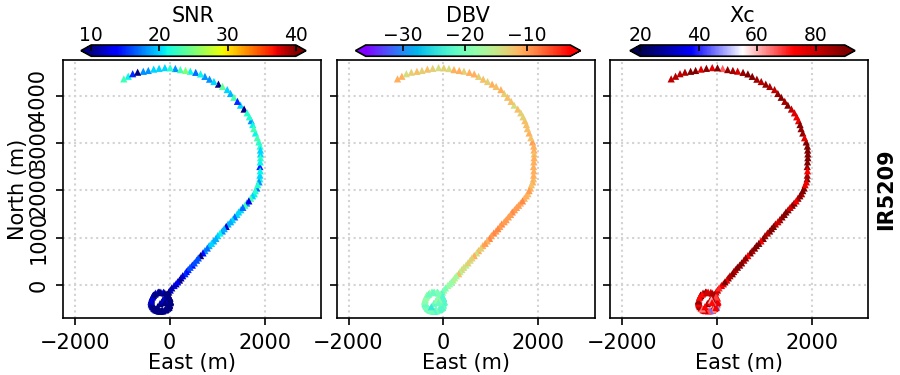 SNR DBV Xc
10 20 30 40 −30 −20 −10 20 40 60 80
North (m)
4000
3000
2000
1000
0
IR5209
−2000 0 2000 −2000 0 2000 −2000 0 2000
East (m) East (m) East (m)